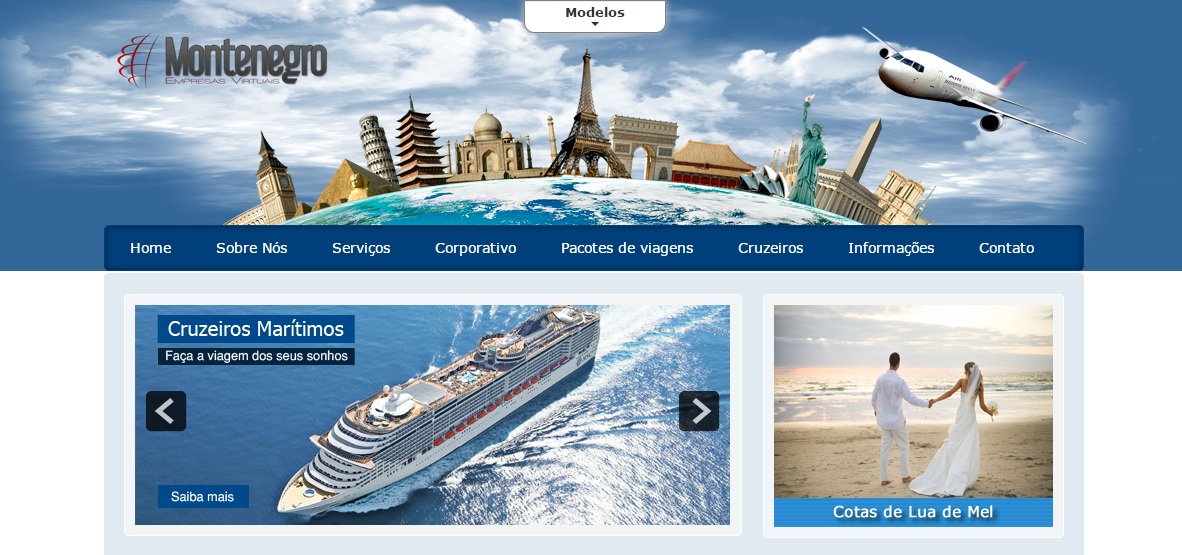 Modelos
Montenegro
Empresas Virtuais
AIR
Home
Sobre Nós
Serviços
Corporativo
Pacotes de viagens
Cruzeiros
Informações
Contato
Cruzeiros Marítimos
Faça a viagem dos seus sonhos
Saiba mais
Cotas de Lua de Mel